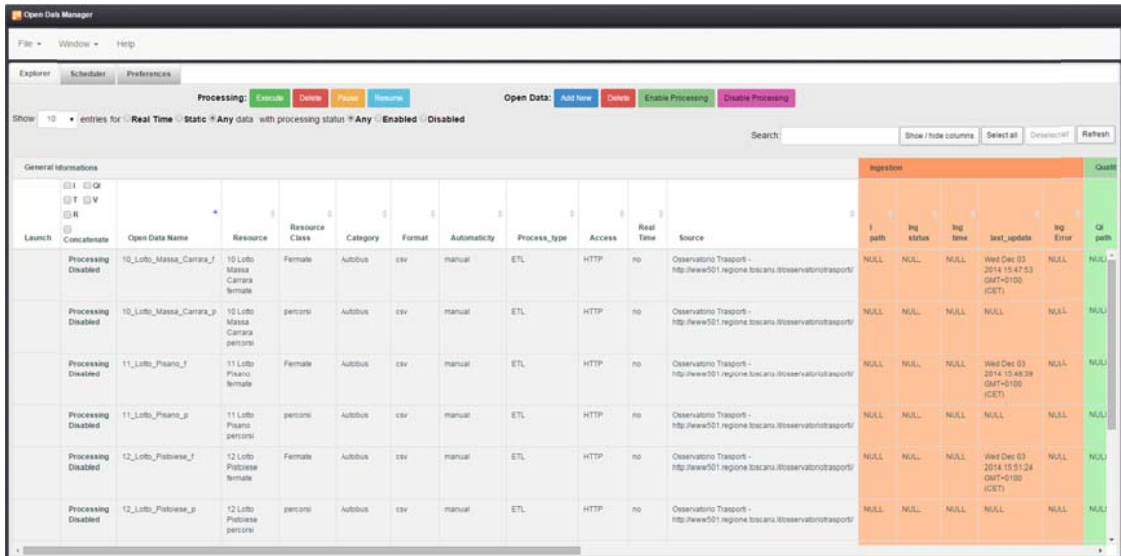 Open Data Manager
File Window Help
Explorer Scheduler Preferences
Processing: Execute Delete Pause Resume Open Data: Add New Delete Enable Processing Disable Processing
Show 10 entries for Real Time Static Any data with processing status Any Enabled Disabled
Search: Show / hide columns Select all Deselect all Refresh
General Informations Ingestion Qualit
I QI
T V
R
Launch Concatenate Open Data Name Resource Resource Class Category Format Automaticity Process_type Access Real Time Source I path Ing status Ing time last_update Ing Error QI path
Processing Disabled 10_Lotto_Massa_Carrara_f 10 Lotto Massa Carrara fermate Fermate Autobus csv manual ETL HTTP no Osservatorio Trasporti - http://www501.regione.toscana.it/osservatoriotrasporti/ NULL NULL NULL Wed Dec 03 2014 15:47:53 GMT+0100 (CET) NULL NULL
Processing Disabled 10_Lotto_Massa_Carrara_p 10 Lotto Massa Carrara percorsi percorsi Autobus csv manual ETL HTTP no Osservatorio Trasporti - http://www501.regione.toscana.it/osservatoriotrasporti/ NULL NULL NULL NULL NULL NULL
Processing Disabled 11_Lotto_Pisano_f 11 Lotto Pisano fermate Fermate Autobus csv manual ETL HTTP no Osservatorio Trasporti - http://www501.regione.toscana.it/osservatoriotrasporti/ NULL NULL NULL Wed Dec 03 2014 15:48:39 GMT+0100 (CET) NULL NULL
Processing Disabled 11_Lotto_Pisano_p 11 Lotto Pisano percorsi percorsi Autobus csv manual ETL HTTP no Osservatorio Trasporti - http://www501.regione.toscana.it/osservatoriotrasporti/ NULL NULL NULL NULL NULL NULL
Processing Disabled 12_Lotto_Pistoiese_f 12 Lotto Pistoiese fermate Fermate Autobus csv manual ETL HTTP no Osservatorio Trasporti - http://www501.regione.toscana.it/osservatoriotrasporti/ NULL NULL NULL Wed Dec 03 2014 15:51:24 GMT+0100 (CET) NULL NULL
Processing Disabled 12_Lotto_Pistoiese_p 12 Lotto Pistoiese percorsi percorsi Autobus csv manual ETL HTTP no Osservatorio Trasporti - http://www501.regione.toscana.it/osservatoriotrasporti/ NULL NULL NULL NULL NULL NULL